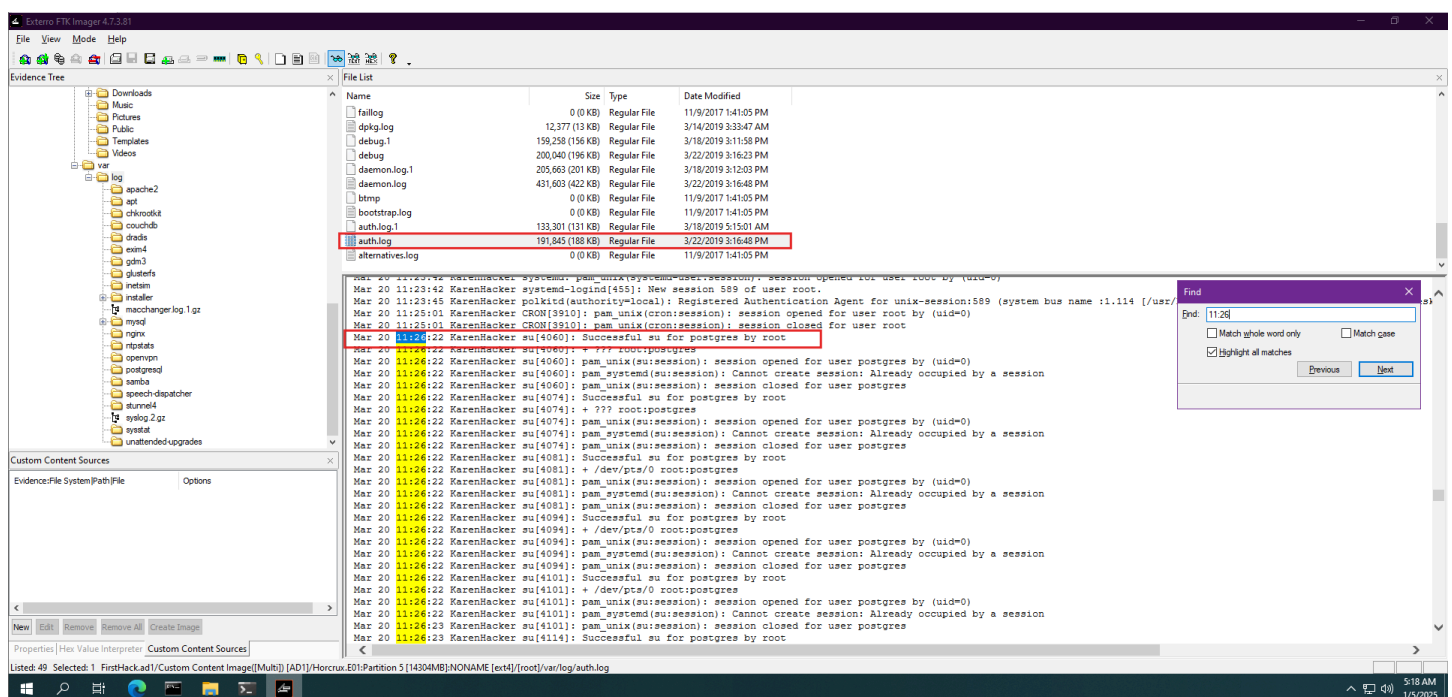 Exterro FTK Imager 4.7.3.81
File View Mode Help
Evidence Tree
Downloads
Music
Pictures
Public
Templates
Videos
var
log
apache2
apt
chkrootkit
couchdb
dradis
exim4
gdm3
glusterfs
inetsim
installer
macchanger.log.1.gz
mysql
nginx
ntpstats
openvpn
postgresql
samba
speech-dispatcher
stunnel4
syslog.2.gz
sysstat
unattended-upgrades
Custom Content Sources
Evidence:File System|Path|File Options
New Edit Remove Remove All Create Image
Properties Hex Value Interpreter Custom Content Sources
File List
Name Size Type Date Modified
faillog 0 (0 KB) Regular File 11/9/2017 1:41:05 PM
dpkg.log 12,377 (13 KB) Regular File 3/14/2019 3:33:47 AM
debug.1 159,258 (156 KB) Regular File 3/18/2019 3:11:58 PM
debug 200,040 (196 KB) Regular File 3/22/2019 3:16:23 PM
daemon.log.1 205,663 (201 KB) Regular File 3/18/2019 3:12:03 PM
daemon.log 431,603 (422 KB) Regular File 3/22/2019 3:16:48 PM
btmp 0 (0 KB) Regular File 11/9/2017 1:41:05 PM
bootstrap.log 0 (0 KB) Regular File 11/9/2017 1:41:05 PM
auth.log.1 133,301 (131 KB) Regular File 3/18/2019 5:15:01 AM
auth.log 191,845 (188 KB) Regular File 3/22/2019 3:16:48 PM
alternatives.log 0 (0 KB) Regular File 11/9/2017 1:41:05 PM
Mar 20 11:23:42 KarenHacker systemd: pam_unix(systemd-user:session): session opened for user root by (uid=0)
Mar 20 11:23:42 KarenHacker systemd-logind[455]: New session 589 of user root.
Mar 20 11:23:45 KarenHacker polkitd(authority=local): Registered Authentication Agent for unix-session:589 (system bus name :1.114 [/usr/
Mar 20 11:25:01 KarenHacker CRON[3910]: pam_unix(cron:session): session opened for user root by (uid=0)
Mar 20 11:25:01 KarenHacker CRON[3910]: pam_unix(cron:session): session closed for user root
Mar 20 11:26:22 KarenHacker su[4060]: Successful su for postgres by root
Mar 20 11:26:22 KarenHacker su[4060]: + ??? root:postgres
Mar 20 11:26:22 KarenHacker su[4060]: pam_unix(su:session): session opened for user postgres by (uid=0)
Mar 20 11:26:22 KarenHacker su[4060]: pam_systemd(su:session): Cannot create session: Already occupied by a session
Mar 20 11:26:22 KarenHacker su[4060]: pam_unix(su:session): session closed for user postgres
Mar 20 11:26:22 KarenHacker su[4074]: Successful su for postgres by root
Mar 20 11:26:22 KarenHacker su[4074]: + ??? root:postgres
Mar 20 11:26:22 KarenHacker su[4074]: pam_unix(su:session): session opened for user postgres by (uid=0)
Mar 20 11:26:22 KarenHacker su[4074]: pam_systemd(su:session): Cannot create session: Already occupied by a session
Mar 20 11:26:22 KarenHacker su[4074]: pam_unix(su:session): session closed for user postgres
Mar 20 11:26:22 KarenHacker su[4081]: Successful su for postgres by root
Mar 20 11:26:22 KarenHacker su[4081]: + /dev/pts/0 root:postgres
Mar 20 11:26:22 KarenHacker su[4081]: pam_unix(su:session): session opened for user postgres by (uid=0)
Mar 20 11:26:22 KarenHacker su[4081]: pam_systemd(su:session): Cannot create session: Already occupied by a session
Mar 20 11:26:22 KarenHacker su[4081]: pam_unix(su:session): session closed for user postgres
Mar 20 11:26:22 KarenHacker su[4094]: Successful su for postgres by root
Mar 20 11:26:22 KarenHacker su[4094]: + /dev/pts/0 root:postgres
Mar 20 11:26:22 KarenHacker su[4094]: pam_unix(su:session): session opened for user postgres by (uid=0)
Mar 20 11:26:22 KarenHacker su[4094]: pam_systemd(su:session): Cannot create session: Already occupied by a session
Mar 20 11:26:22 KarenHacker su[4094]: pam_unix(su:session): session closed for user postgres
Mar 20 11:26:22 KarenHacker su[4101]: Successful su for postgres by root
Mar 20 11:26:22 KarenHacker su[4101]: + /dev/pts/0 root:postgres
Mar 20 11:26:22 KarenHacker su[4101]: pam_unix(su:session): session opened for user postgres by (uid=0)
Mar 20 11:26:22 KarenHacker su[4101]: pam_systemd(su:session): Cannot create session: Already occupied by a session
Mar 20 11:26:23 KarenHacker su[4101]: pam_unix(su:session): session closed for user postgres
Mar 20 11:26:23 KarenHacker su[4114]: Successful su for postgres by root
Find
Find: 11:26
Match whole word only Match case
Highlight all matches
Previous Next
Listed: 49 Selected: 1 FirstHack.ad1/Custom Content Image([Multi]) [AD1]/Horcrux.E01:Partition 5 [14304MB]:NONAME [ext4]/[root]/var/log/auth.log
5:18 AM
1/5/2025